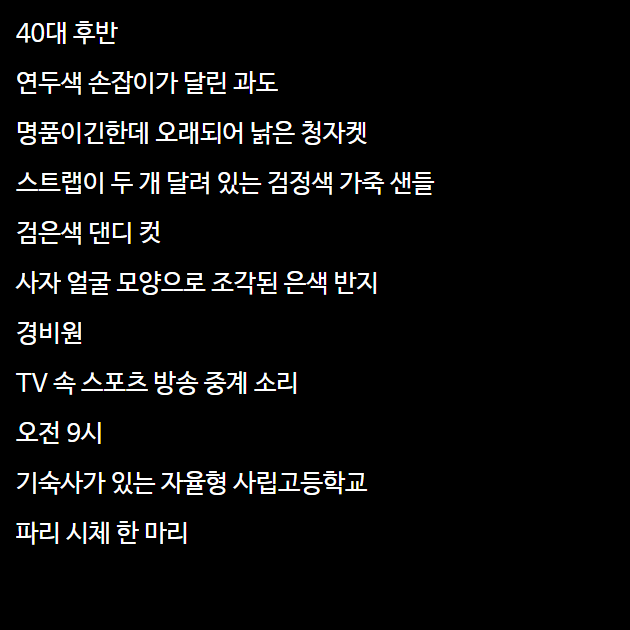 40대 후반
연두색 손잡이가 달린 과도
명품이긴한데 오래되어 낡은 청자켓
스트랩이 두 개 달려 있는 검정색 가죽 샌들
검은색 댄디 컷
사자 얼굴 모양으로 조각된 은색 반지
경비원
TV 속 스포츠 방송 중계 소리
오전 9시
기숙사가 있는 자율형 사립고등학교
파리 시체 한 마리